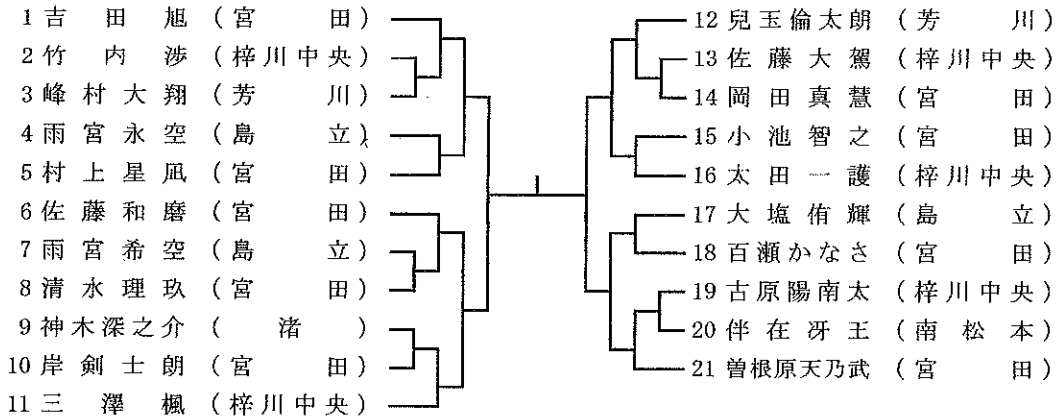 1 吉田旭 (宮田)
2 竹内渉 (梓川中央)
3 峰村大翔 (芳川)
4 雨宮永空 (島立)
5 村上星凪 (宮田)
6 佐藤和磨 (宮田)
7 雨宮希空 (島立)
8 清水理玖 (宮田)
9 神木深之介 (渚)
10 岸剣士朗 (宮田)
11 三澤楓 (梓川中央)
12 兒玉倫太朗 (芳川)
13 佐藤大駕 (梓川中央)
14 岡田真慧 (宮田)
15 小池智之 (宮田)
16 太田一護 (梓川中央)
17 大塩侑輝 (島立)
18 百瀬かなさ (宮田)
19 古原陽南太 (梓川中央)
20 伴在冴王 (南松本)
21 曽根原天乃武 (宮田)